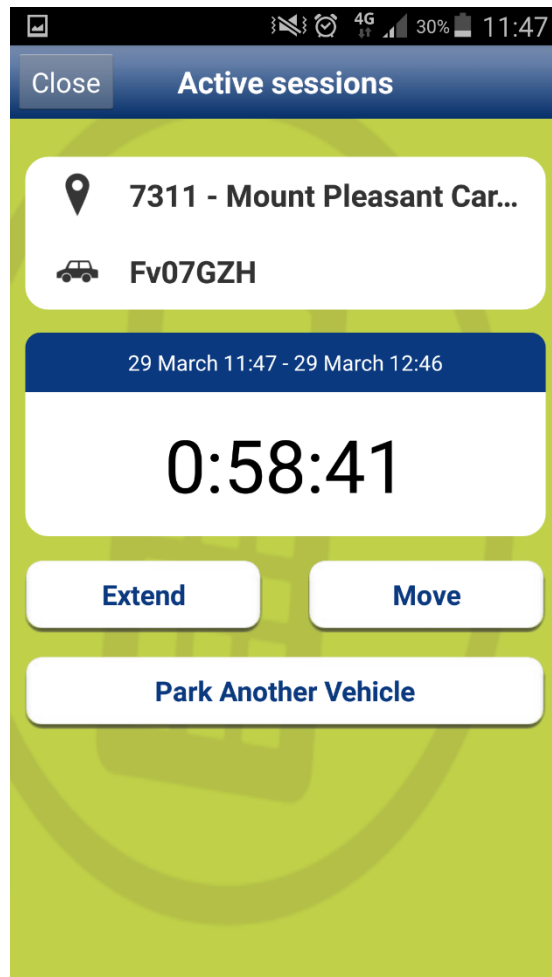 4G 30% 11:47
Close Active sessions
7311 - Mount Pleasant Car...
Fv07GZH
29 March 11:47 - 29 March 12:46
0:58:41
Extend Move
Park Another Vehicle